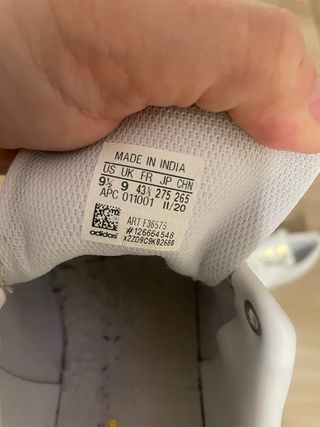 MADE IN INDIA
US UK FR JP CHN
9½ 9 43⅓ 275 265
APC 011001 11/20
ART F36575
#126664548
adidas x2ZD9C9K02680